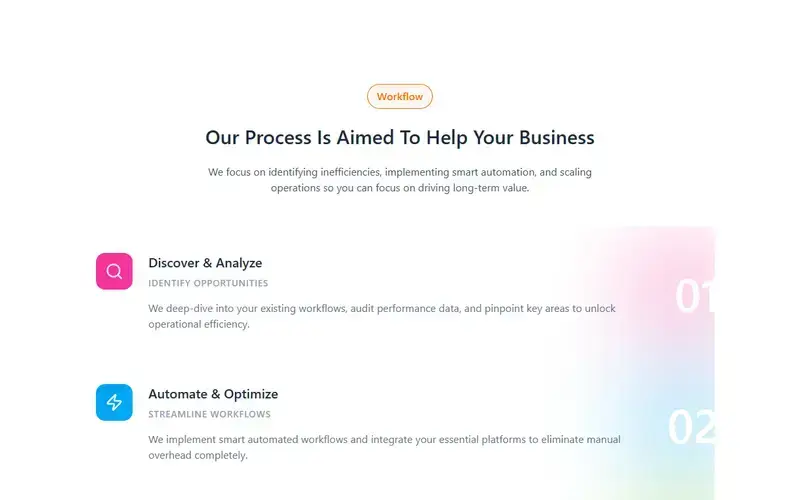 Workflow
Our Process Is Aimed To Help Your Business
We focus on identifying inefficiencies, implementing smart automation, and scaling
operations so you can focus on driving long-term value.
Discover & Analyze
IDENTIFY OPPORTUNITIES
We deep-dive into your existing workflows, audit performance data, and pinpoint key areas to unlock
operational efficiency.
01
Automate & Optimize
STREAMLINE WORKFLOWS
We implement smart automated workflows and integrate your essential platforms to eliminate manual
overhead completely.
02